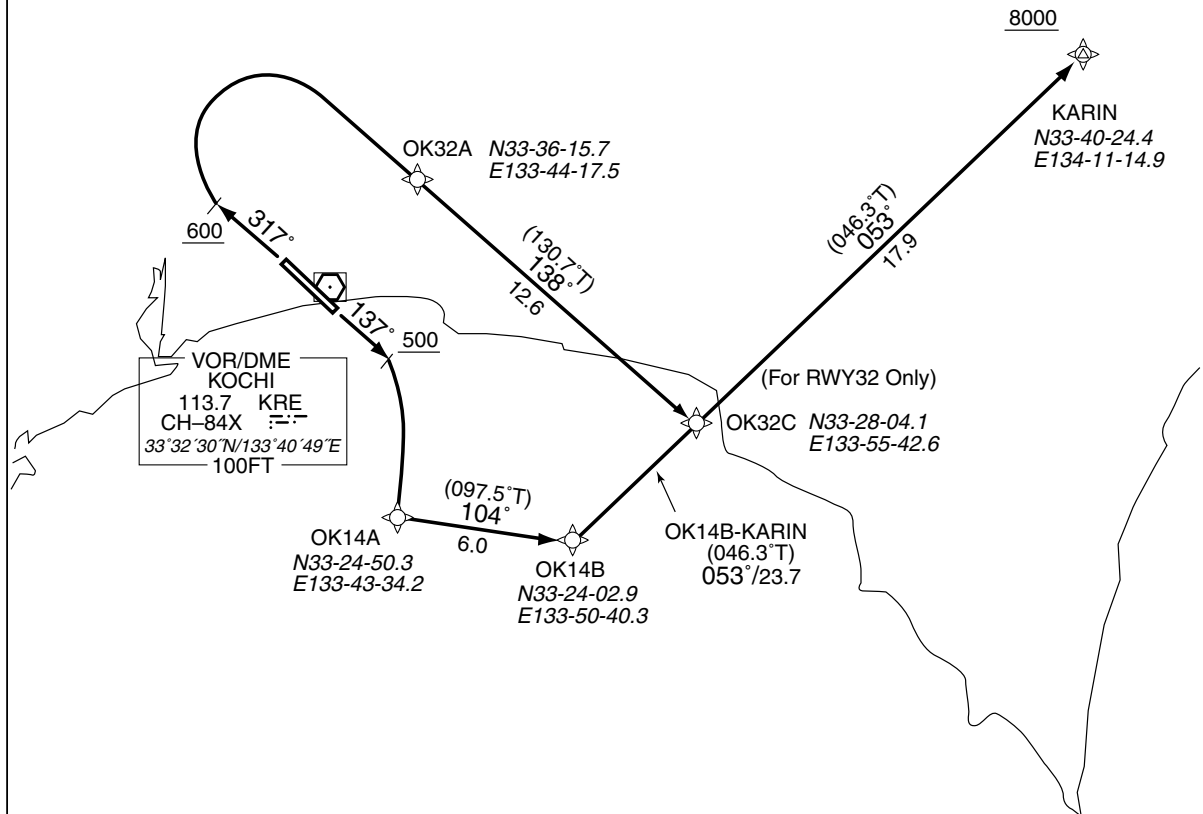 8000
KARIN
N33-40-24.4
E134-11-14.9
OK32A N33-36-15.7
E133-44-17.5
600
317°
(130.7°T)
138°
12.6
(046.3°T)
053°
17.9
137°
500
VOR/DME
KOCHI
113.7 KRE
CH–84X
33°32´30˝N/133°40´49˝E
100FT
(For RWY32 Only)
OK32C N33-28-04.1
E133-55-42.6
OK14A
N33-24-50.3
E133-43-34.2
(097.5°T)
104°
6.0
OK14B
N33-24-02.9
E133-50-40.3
OK14B-KARIN
(046.3°T)
053°/23.7